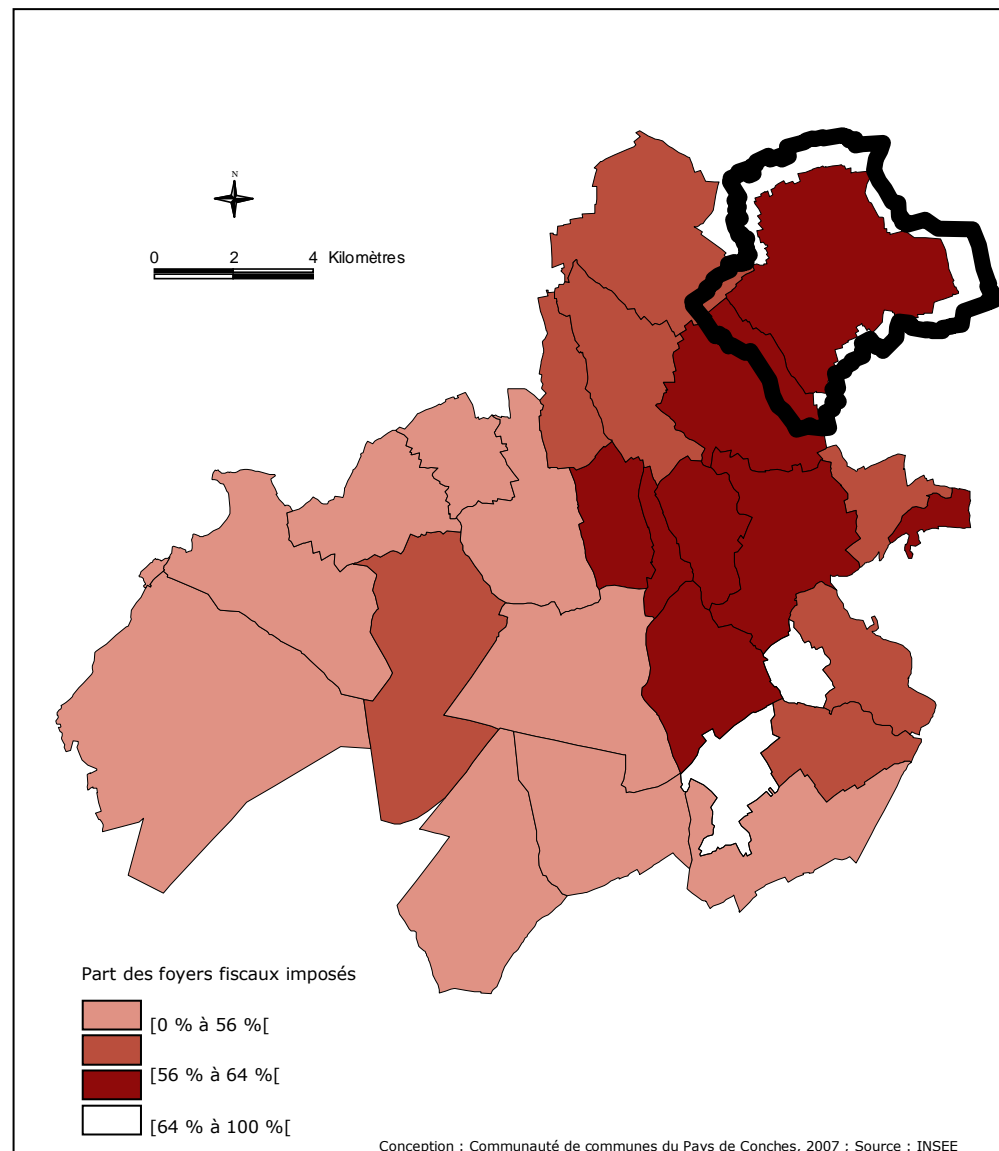 N
0 2 4 Kilomètres
Part des foyers fiscaux imposés
[0 % à 56 %[
[56 % à 64 %[
[64 % à 100 %[
Conception : Communauté de communes du Pays de Conches, 2007 ; Source : INSEE